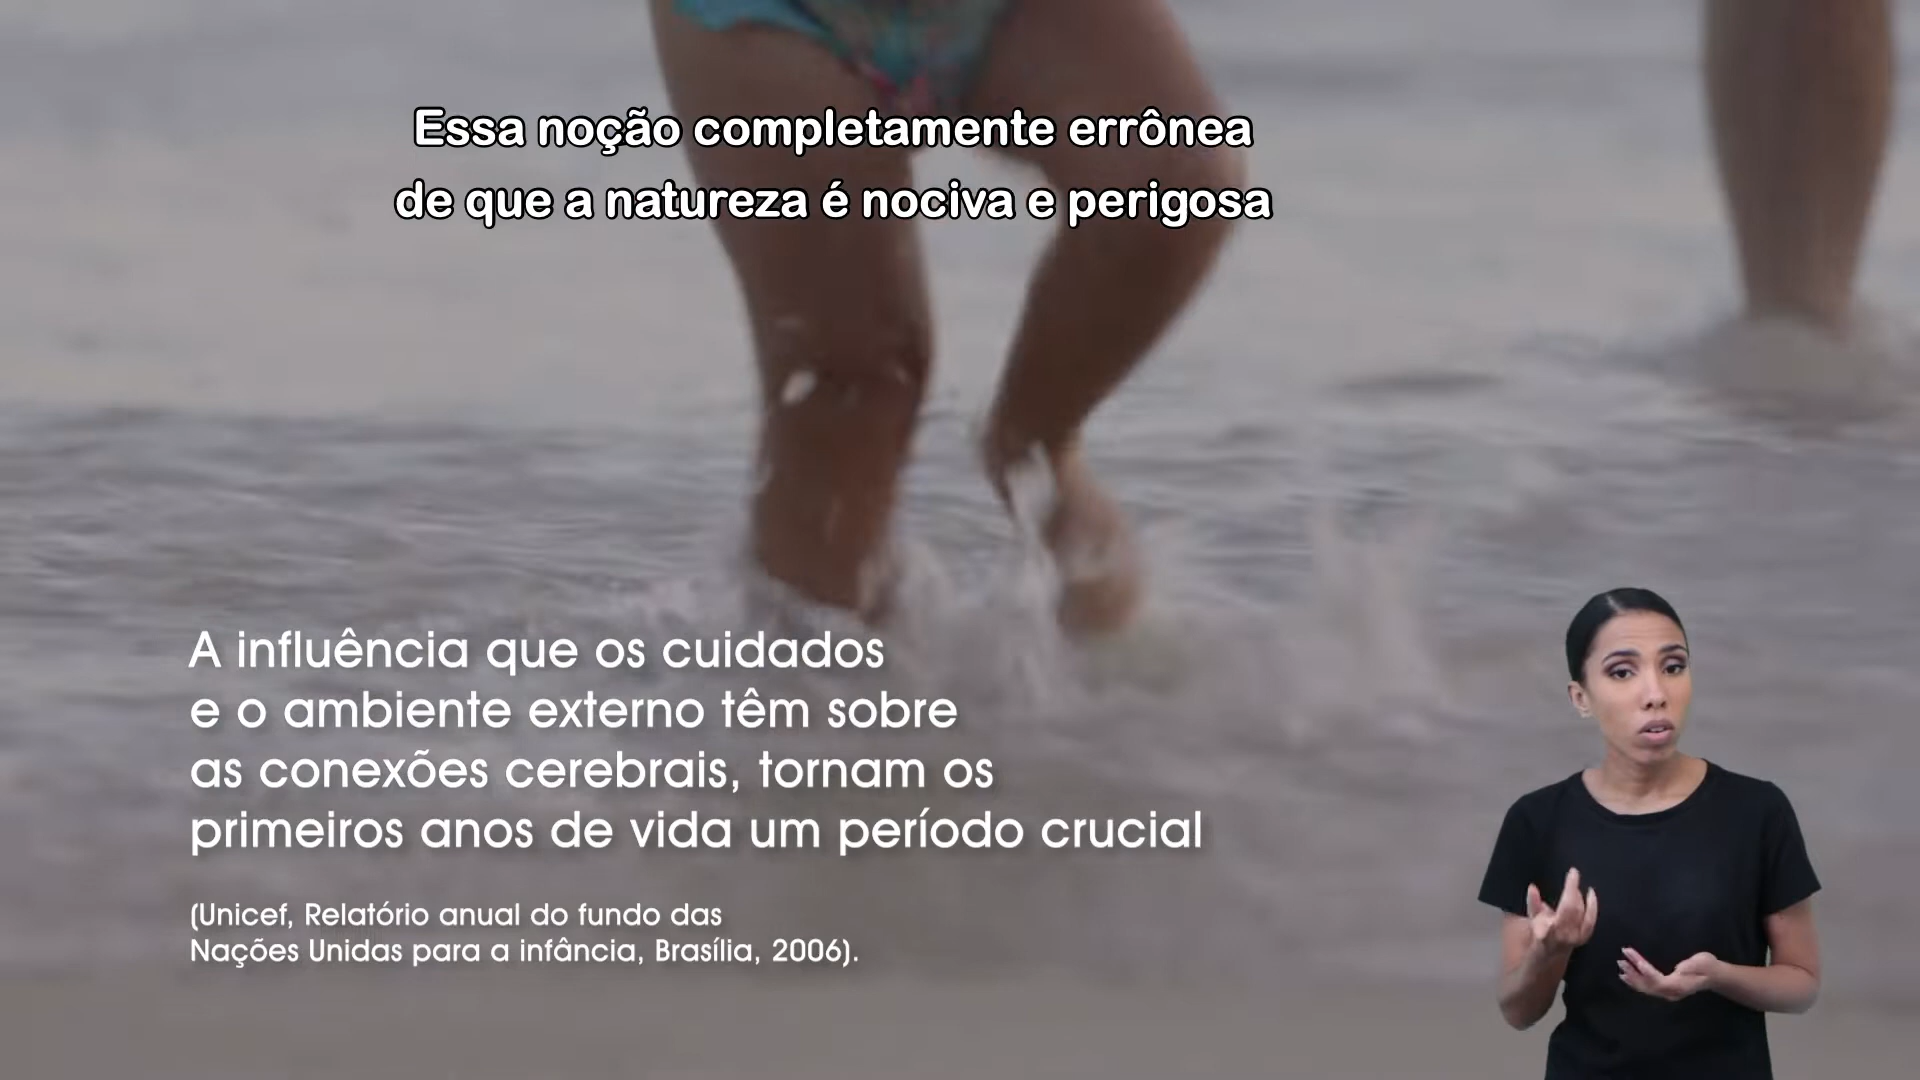 Essa noção completamente errônea
de que a natureza é nociva e perigosa
A influência que os cuidados
e o ambiente externo têm sobre
as conexões cerebrais, tornam os
primeiros anos de vida um período crucial
(Unicef, Relatório anual do fundo das
Nações Unidas para a infância, Brasília, 2006).